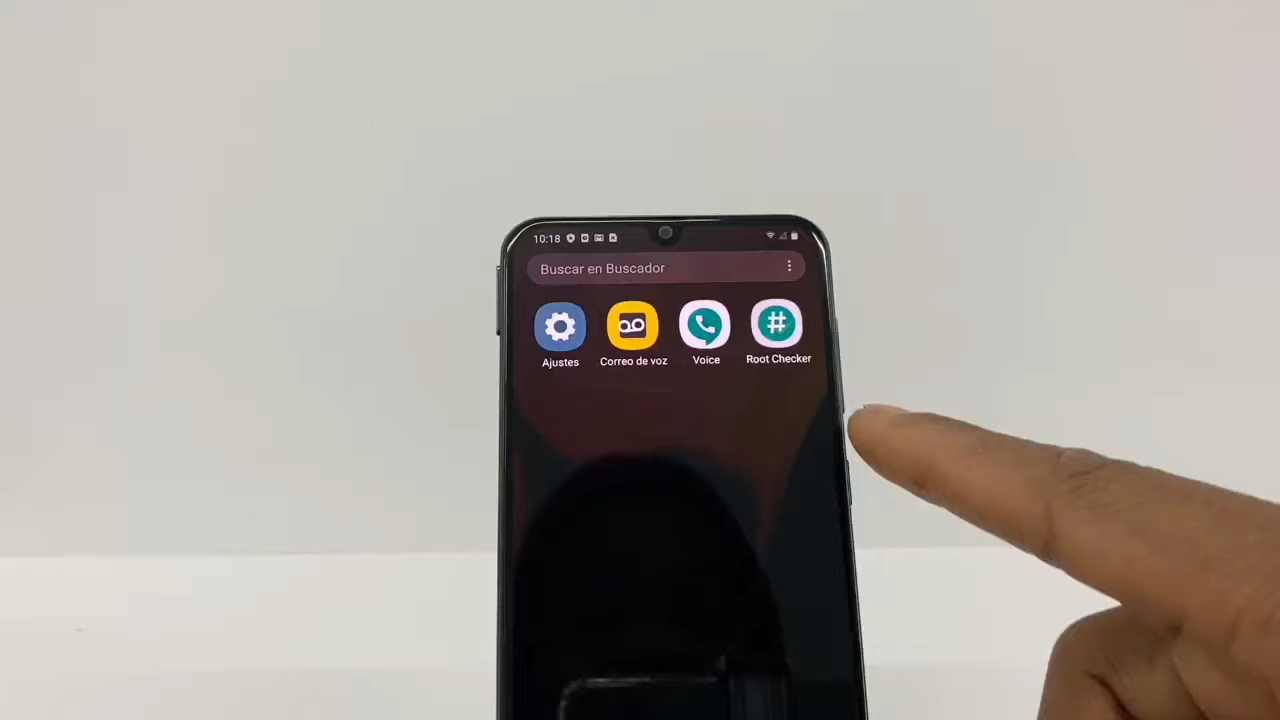 10:18
Buscar en Buscador
Ajustes
Correo de voz
Voice
Root Checker